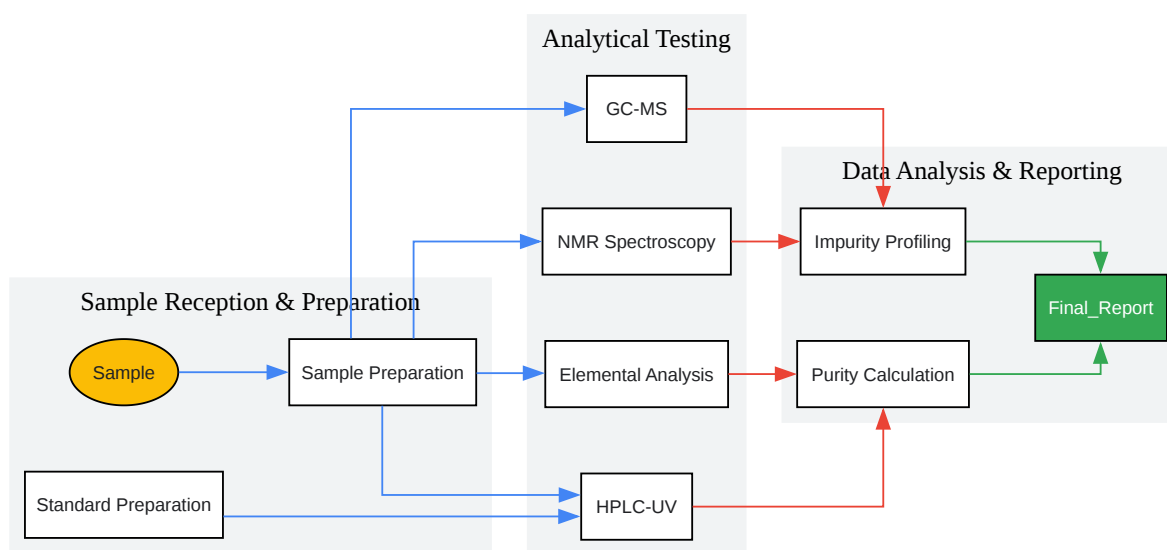 Analytical Testing
GC-MS
Data Analysis & Reporting
NMR Spectroscopy
Impurity Profiling
Sample Reception & Preparation
Final_Report
Sample
Sample Preparation
Elemental Analysis
Purity Calculation
Standard Preparation
HPLC-UV